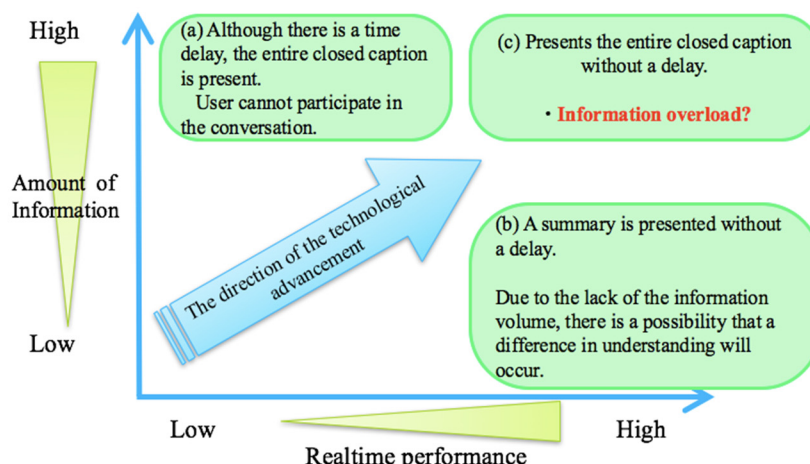 High
Amount of
Information
Low
(a) Although there is a time
delay, the entire closed caption
is present.
User cannot participate in
the conversation.
(c) Presents the entire closed caption
without a delay.
・Information overload?
The direction of the technological
advancement
(b) A summary is presented without
a delay.
Due to the lack of the information
volume, there is a possibility that a
difference in understanding will
occur.
Low
High
Realtime performance